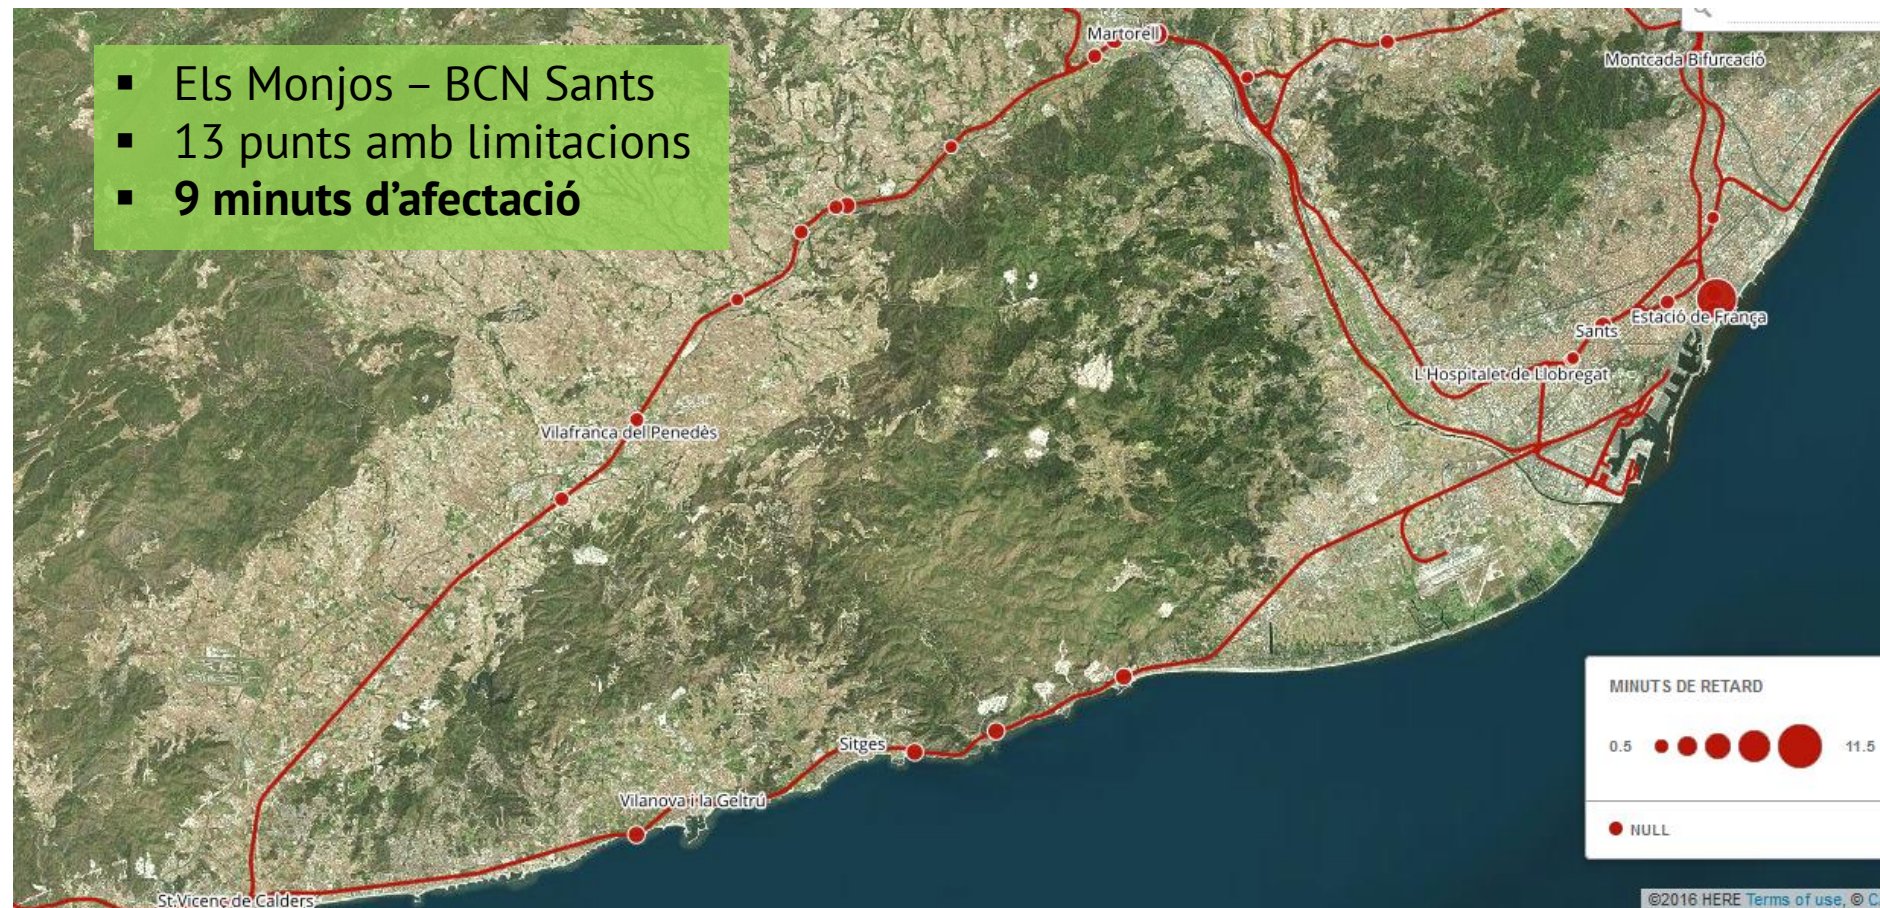 Martorell
Montcada Bifurcació
▪ Els Monjos – BCN Sants
▪ 13 punts amb limitacions
▪ 9 minuts d'afectació
Estació de França
Sants
L'Hospitalet de Llobregat
Vilafranca del Penedès
MINUTS DE RETARD
0.5 11.5
Sitges
Vilanova i la Geltrú
NULL
St.Vicenç de Calders
©2016 HERE Terms of use, ©